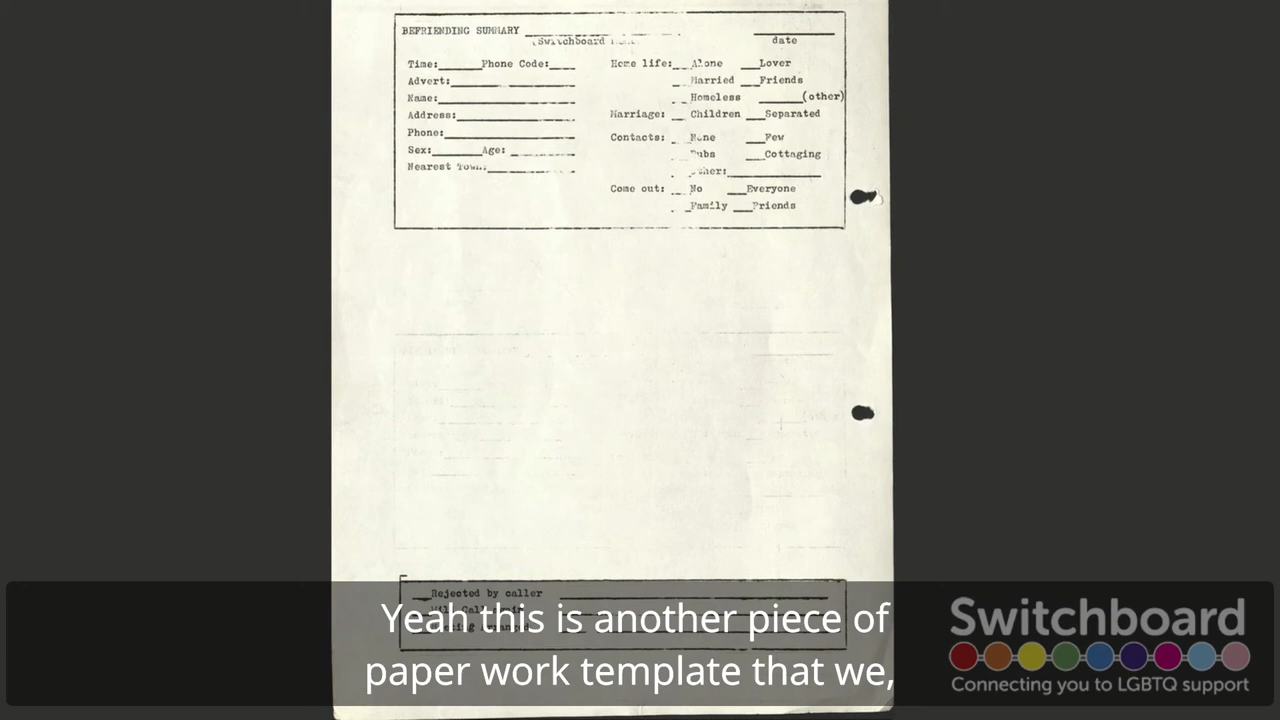 BEFRIENDING SUMMARY
(Switchboard
date
Time: Phone Code:
Advert:
Name:
Address:
Phone:
Sex: Age:
Nearest Town:
Home life: Alone Lover
Married Friends
Homeless (other)
Marriage: Children Separated
Contacts: None Few
Pubs Cottaging
Other:
Come out: No Everyone
Family Friends
Rejected by caller
Yeah this is another piece of
paper work template that we,
Switchboard
Connecting you to LGBTQ support